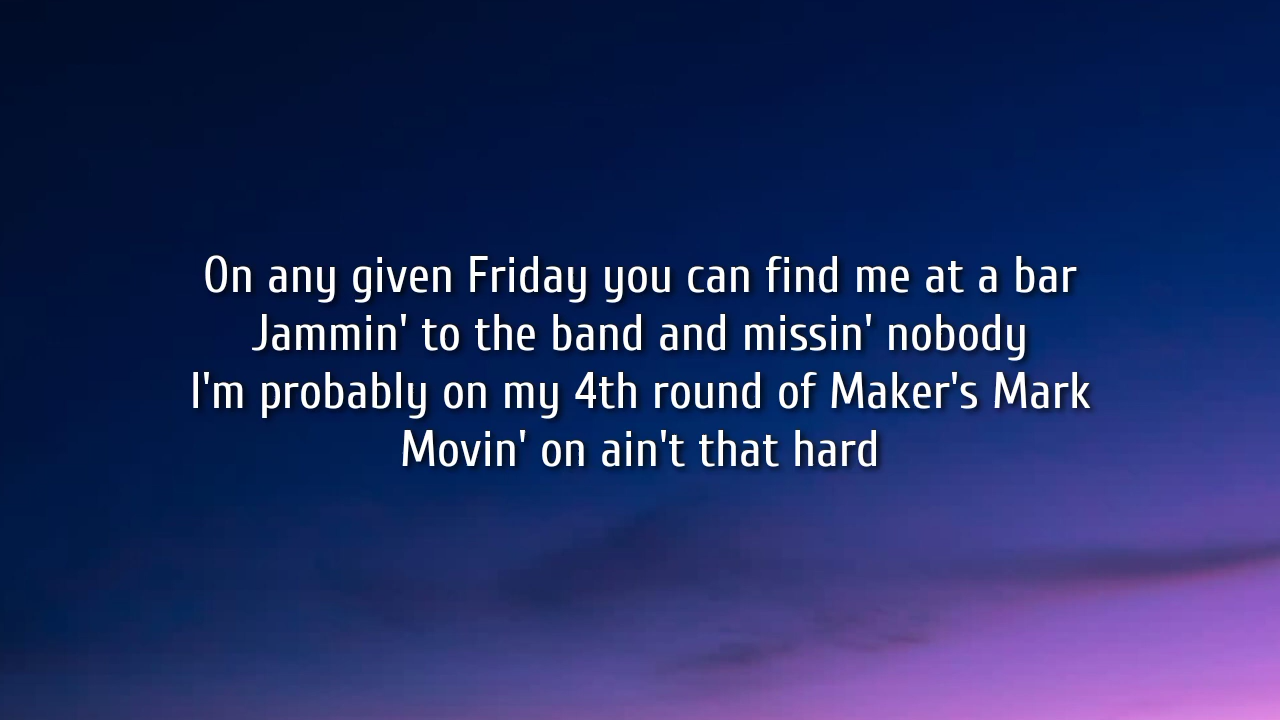 On any given Friday you can find me at a bar
Jammin' to the band and missin' nobody
I'm probably on my 4th round of Maker's Mark
Movin' on ain't that hard